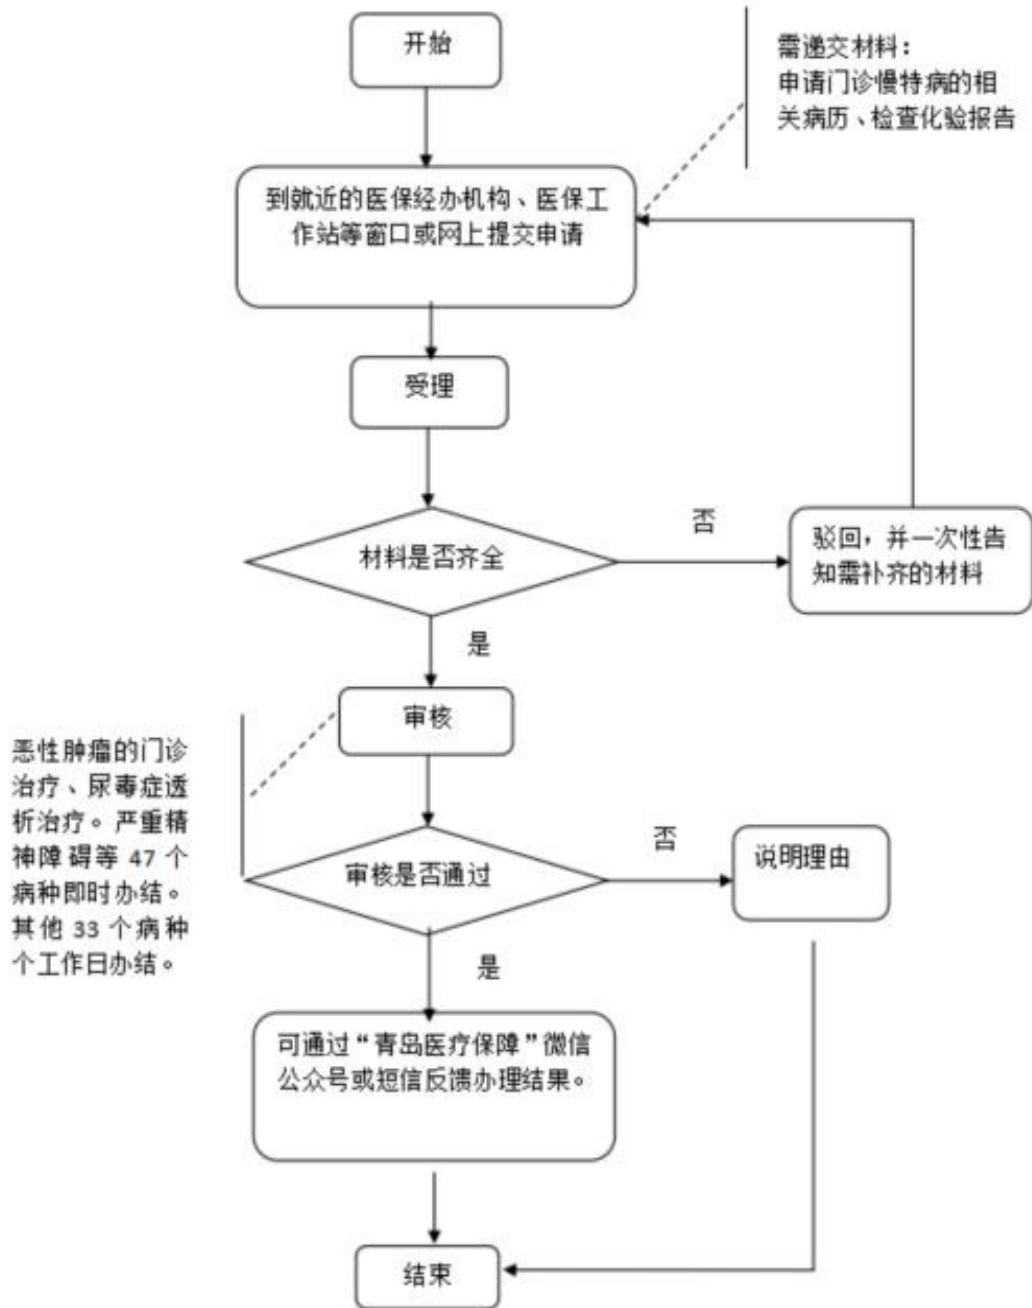 开始
需递交材料：
申请门诊慢特病的相
关病历、检查化验报告
到就近的医保经办机构、医保工
作站等窗口或网上提交申请
受理
材料是否齐全
否
驳回，并一次性告
知需补齐的材料
是
审核
恶性肿瘤的门诊
治疗、尿毒症透
析治疗。严重精
神障碍等 47 个
病种即时办结。
其他 33 个病种
个工作日办结。
审核是否通过
否
说明理由
是
可通过“青岛医疗保障”微信
公众号或短信反馈办理结果。
结束